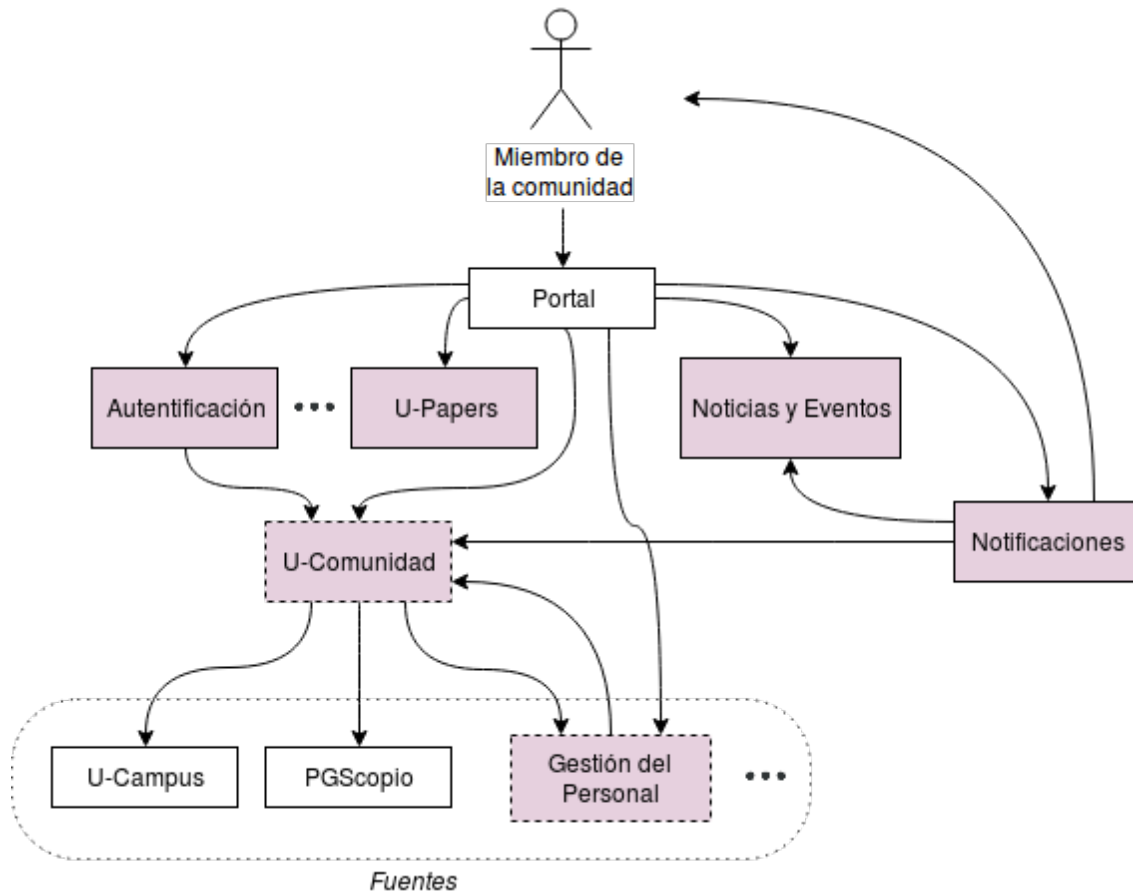 Miembro de
la comunidad
Portal
Autentificación
U-Papers
Noticias y Eventos
Notificaciones
U-Comunidad
U-Campus
PGScopio
Gestión del
Personal
Fuentes